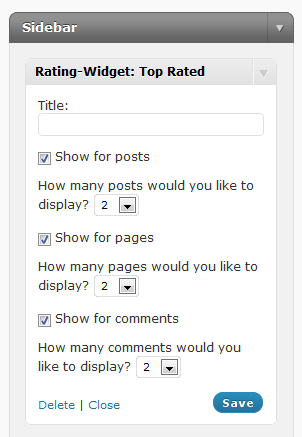 Sidebar
Rating-Widget: Top Rated
Title:
Show for posts
How many posts would you like to
display? 2
Show for pages
How many pages would you like to
display? 2
Show for comments
How many comments would you
like to display? 2
Delete | Close Save